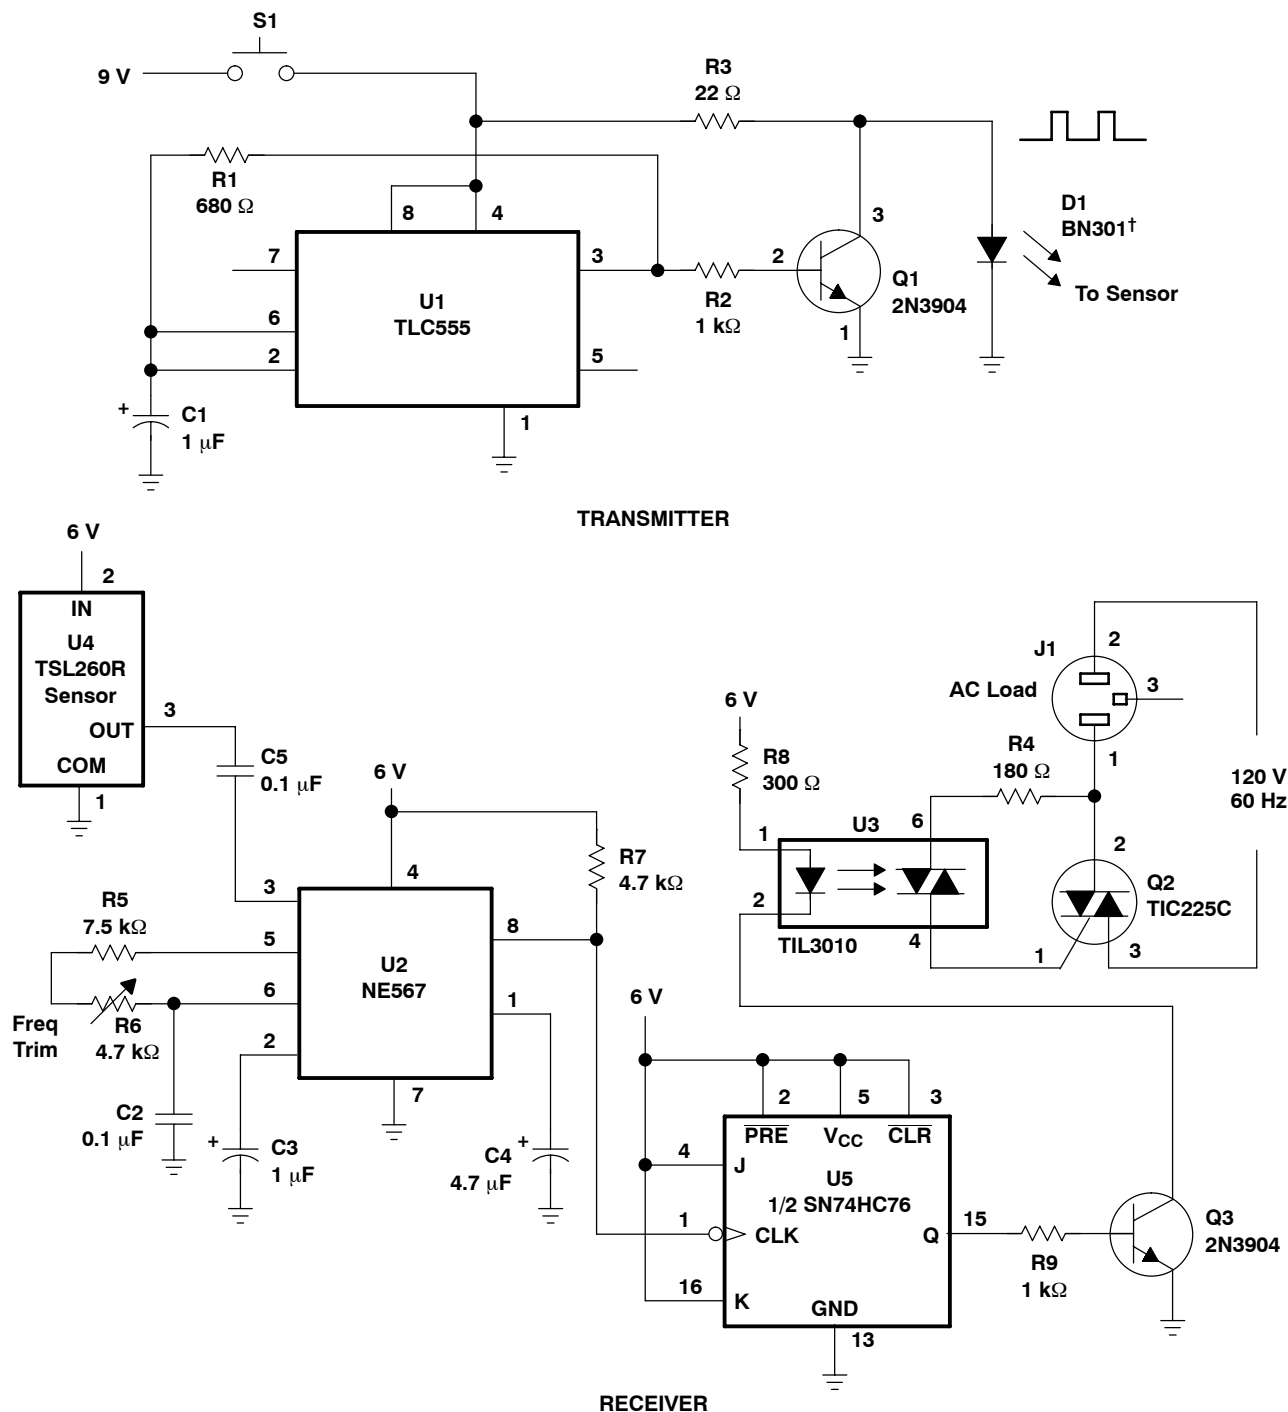 S1
9 V
R3
22 Ω
R1
680 Ω
8
4
3
D1
BN301†
7
3
2
Q1
2N3904
To Sensor
U1
TLC555
R2
1 kΩ
6
1
2
5
+
C1
1 μF
1
TRANSMITTER
6 V
2
IN
U4
TSL260R
Sensor
3
OUT
COM
1
C5
0.1 μF
6 V
4
R7
4.7 kΩ
3
R5
7.5 kΩ
5
8
U2
NE567
6
1
Freq
Trim
R6
4.7 kΩ
2
7
C2
0.1 μF
+
C3
1 μF
C4
4.7 μF
+
J1
2
AC Load
3
6 V
R8
300 Ω
R4
180 Ω
1
120 V
60 Hz
U3
6
1
2
Q2
TIC225C
2
TIL3010
4
1
3
6 V
2
5
3
PRE
VCC
CLR
4
J
U5
1/2 SN74HC76
1
CLK
Q
15
Q3
2N3904
R9
1 kΩ
16
K
GND
13
RECEIVER